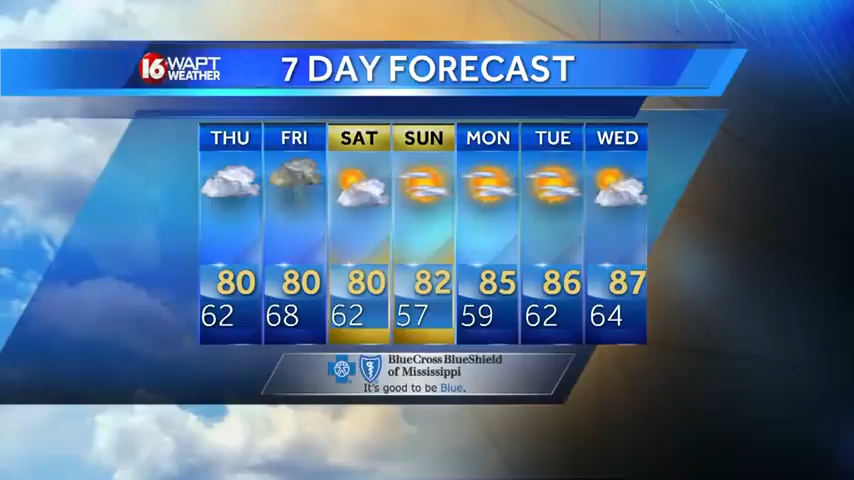 16 WAPT
WEATHER
7 DAY FORECAST
THU FRI SAT SUN MON TUE WED
80 80 80 82 85 86 87
62 68 62 57 59 62 64
BlueCross BlueShield
of Mississippi
It's good to be Blue.